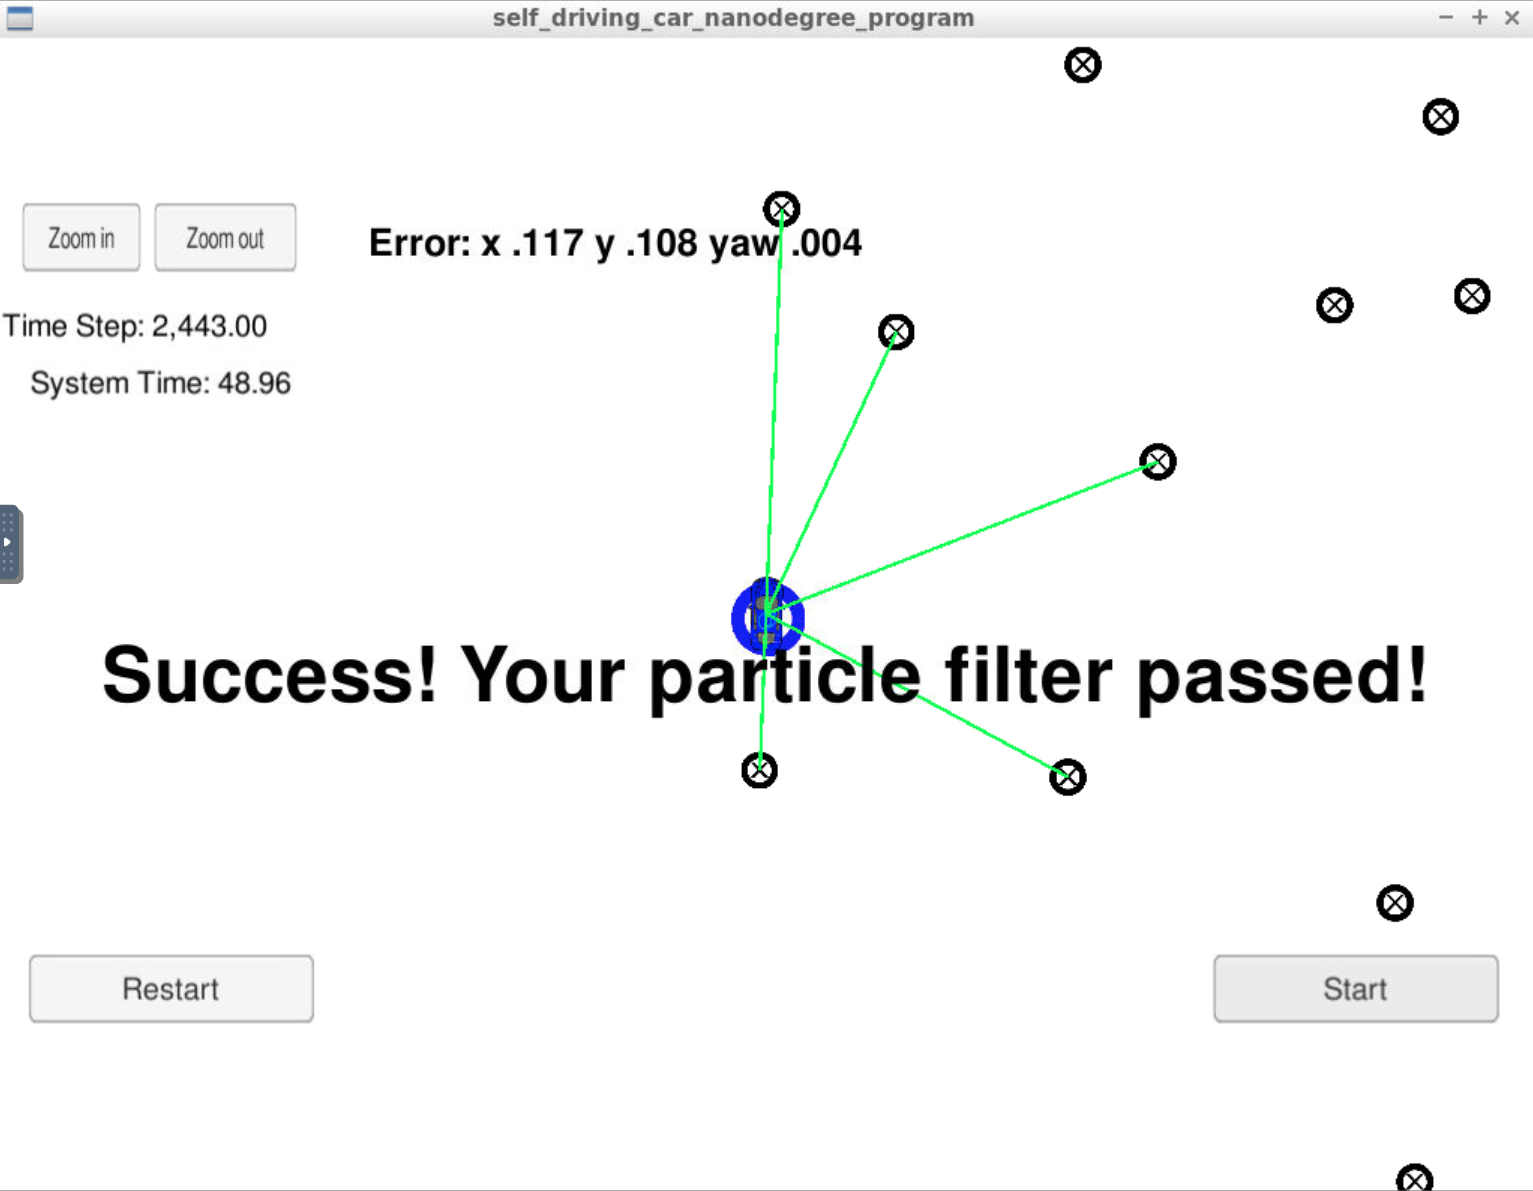 self_driving_car_nanodegree_program
Zoom in
Zoom out
Error: x .117 y .108 yaw .004
Time Step: 2,443.00
System Time: 48.96
Success! Your particle filter passed!
Restart
Start